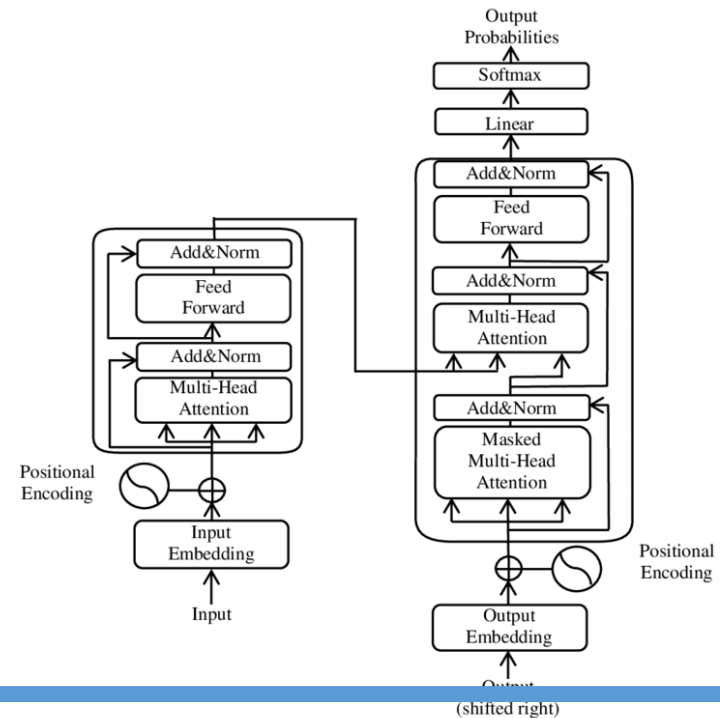 Output
Probabilities
Softmax
Linear
Add&Norm
Feed
Forward
Add&Norm
Multi-Head
Attention
Add&Norm
Masked
Multi-Head
Attention
Positional
Encoding
Output
Embedding
(shifted right)
Add&Norm
Feed
Forward
Add&Norm
Multi-Head
Attention
Positional
Encoding
Input
Embedding
Input